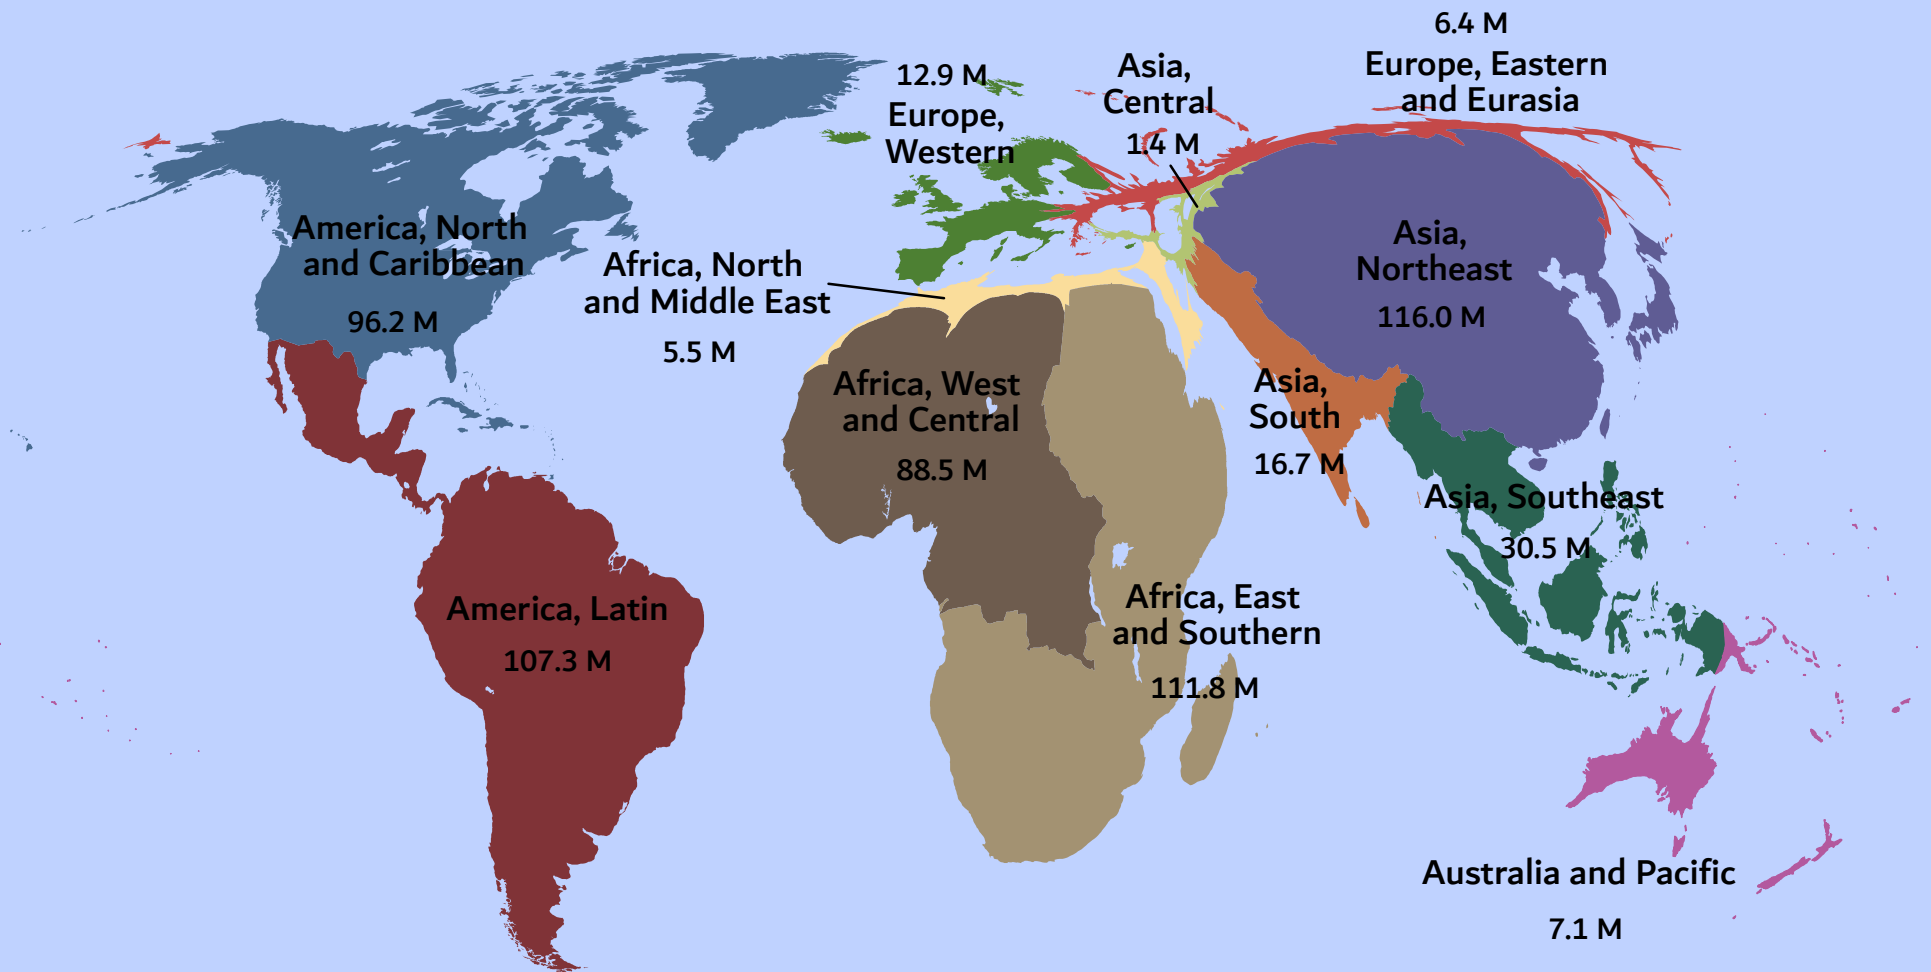 6.4 M
Europe, Eastern
and Eurasia
Asia,
Central
1.4 M
12.9 M
Europe,
Western
America, North
and Caribbean
96.2 M
Africa, North
and Middle East
5.5 M
Asia,
Northeast
116.0 M
Africa, West
and Central
88.5 M
Asia,
South
16.7 M
Asia, Southeast
30.5 M
America, Latin
107.3 M
Africa, East
and Southern
111.8 M
Australia and Pacific
7.1 M